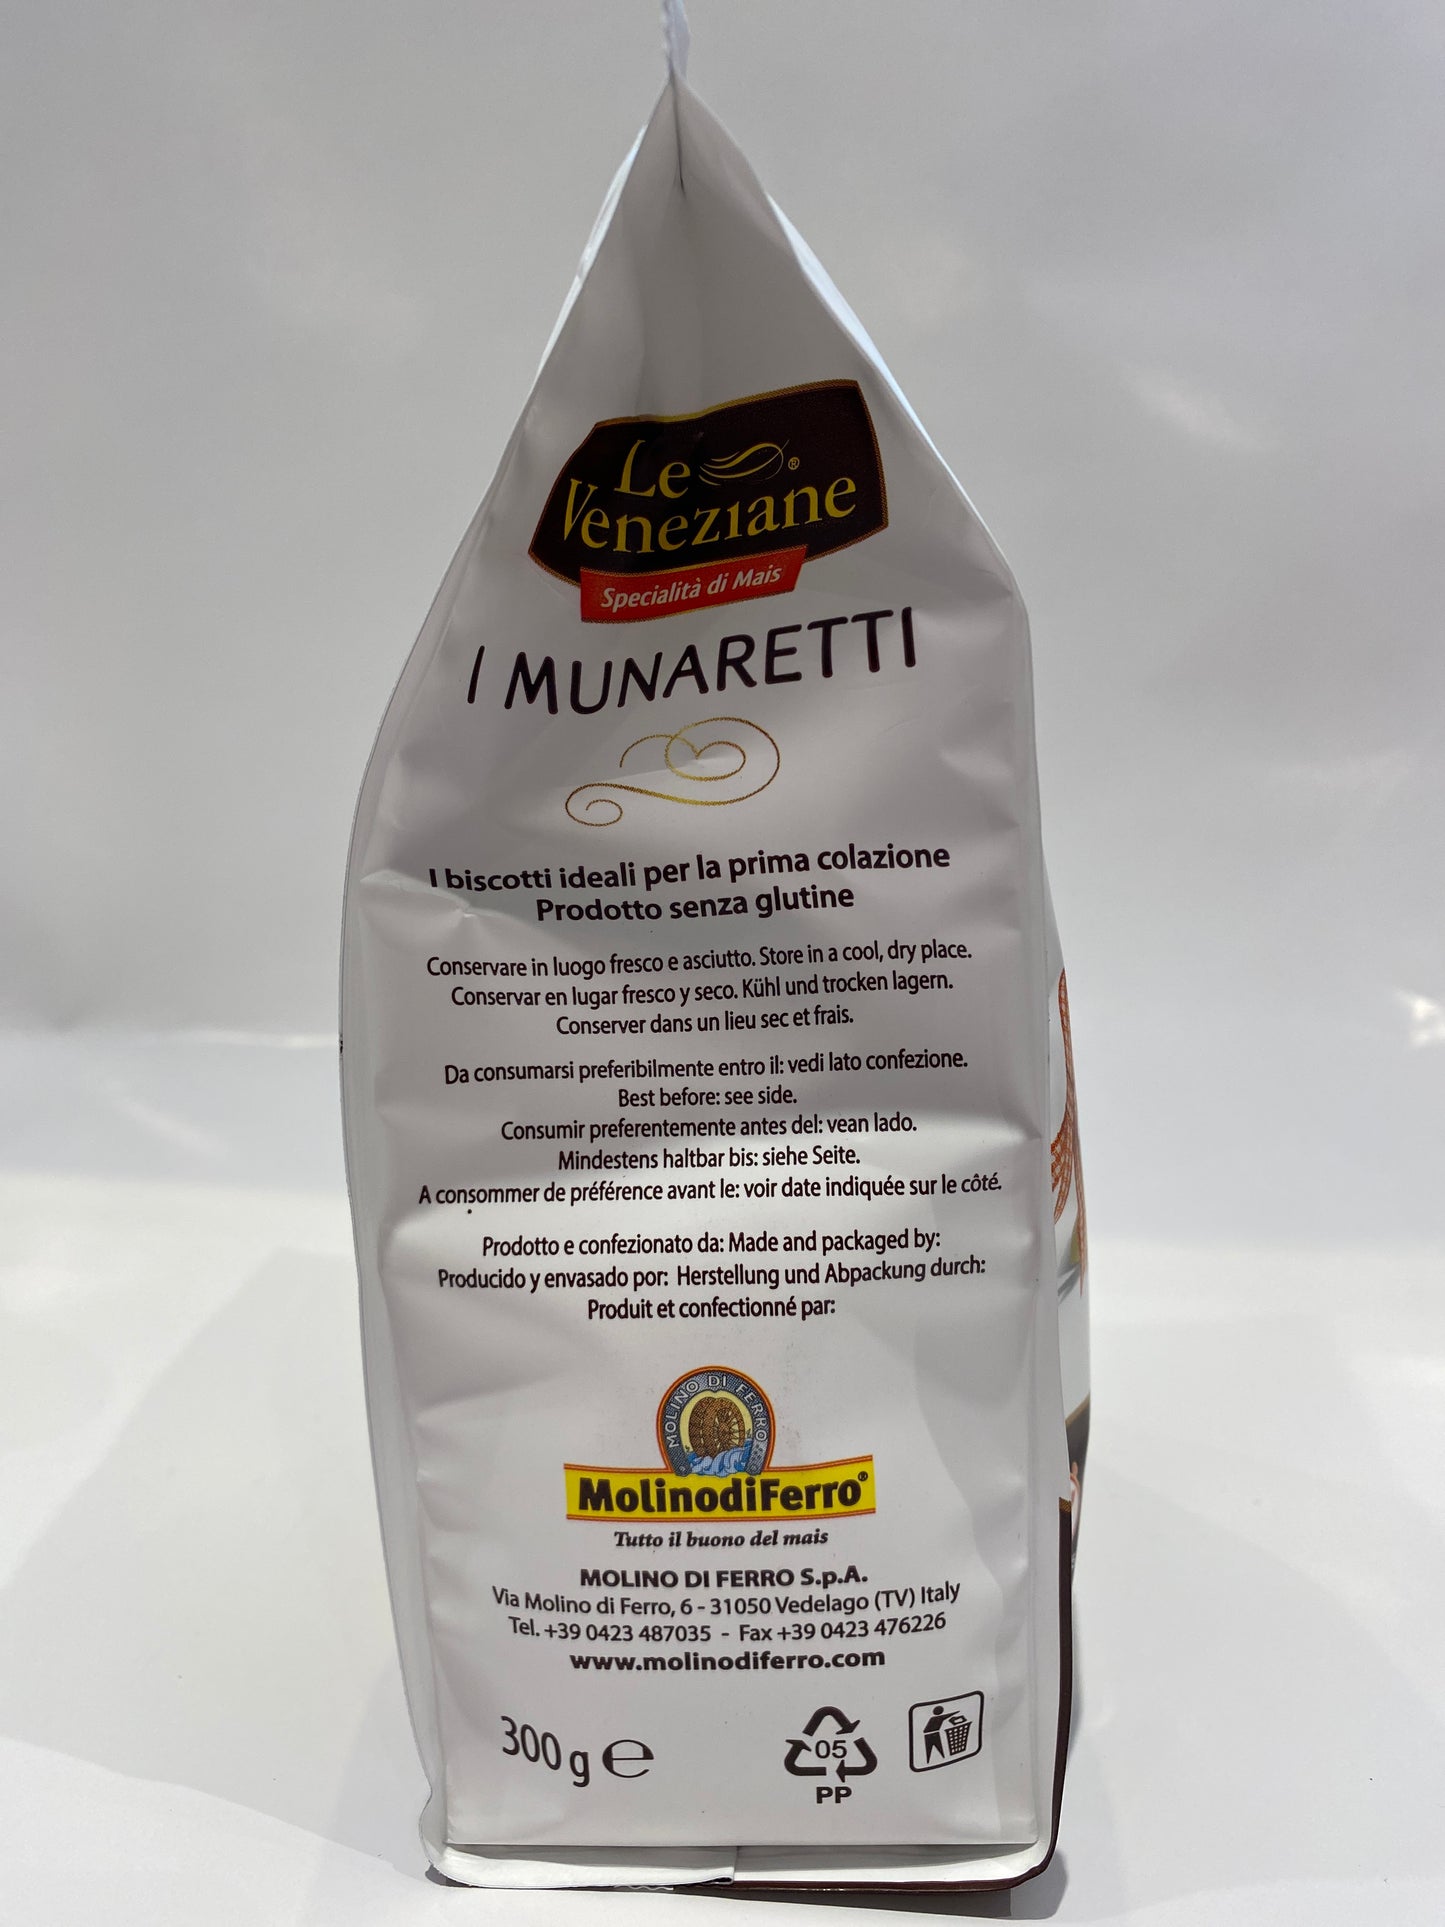 Le
Veneziane®
Specialità di Mais
I MUNARETTI
I biscotti ideali per la prima colazione
Prodotto senza glutine
Conservare in luogo fresco e asciutto. Store in a cool, dry place.
Conservar en lugar fresco y seco. Kühl und trocken lagern.
Conserver dans un lieu sec et frais.
Da consumarsi preferibilmente entro il: vedi lato confezione.
Best before: see side.
Consumir preferentemente antes del: vean lado.
Mindestens haltbar bis: siehe Seite.
A consommer de préférence avant le: voir date indiquée sur le côté.
Prodotto e confezionato da: Made and packaged by:
Producido y envasado por: Herstellung und Abpackung durch:
Produit et confectionné par:
MOLINO DI FERRO
MolinodiFerro®
Tutto il buono del mais
MOLINO DI FERRO S.p.A.
Via Molino di Ferro, 6 - 31050 Vedelago (TV) Italy
Tel. +39 0423 487035 - Fax +39 0423 476226
www.molinodiferro.com
300 g e
05
PP